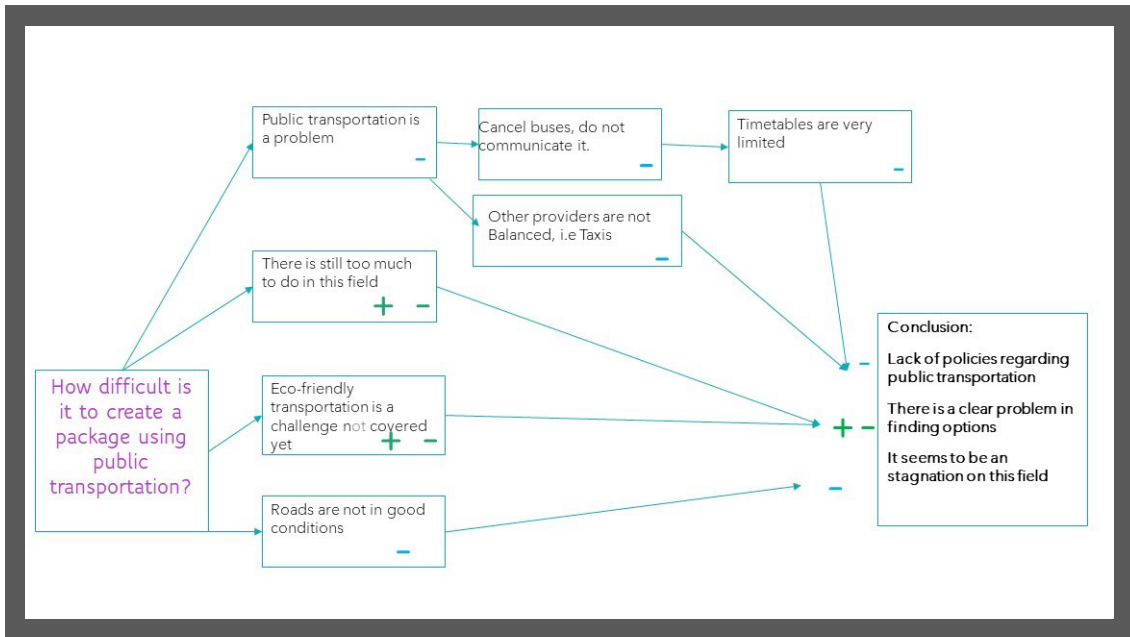 Public transportation is
a problem
-
Cancel buses, do not
communicate it.
-
Timetables are very
limited
-
Other providers are not
Balanced, i.e Taxis
-
There is still too much
to do in this field
+ -
How difficult is
it to create a
package using
public
transportation?
Eco-friendly
transportation is a
challenge not covered
yet
+ -
Roads are not in good
conditions
-
-
+ -
-
Conclusion:
Lack of policies regarding
public transportation
There is a clear problem in
finding options
It seems to be an
stagnation on this field